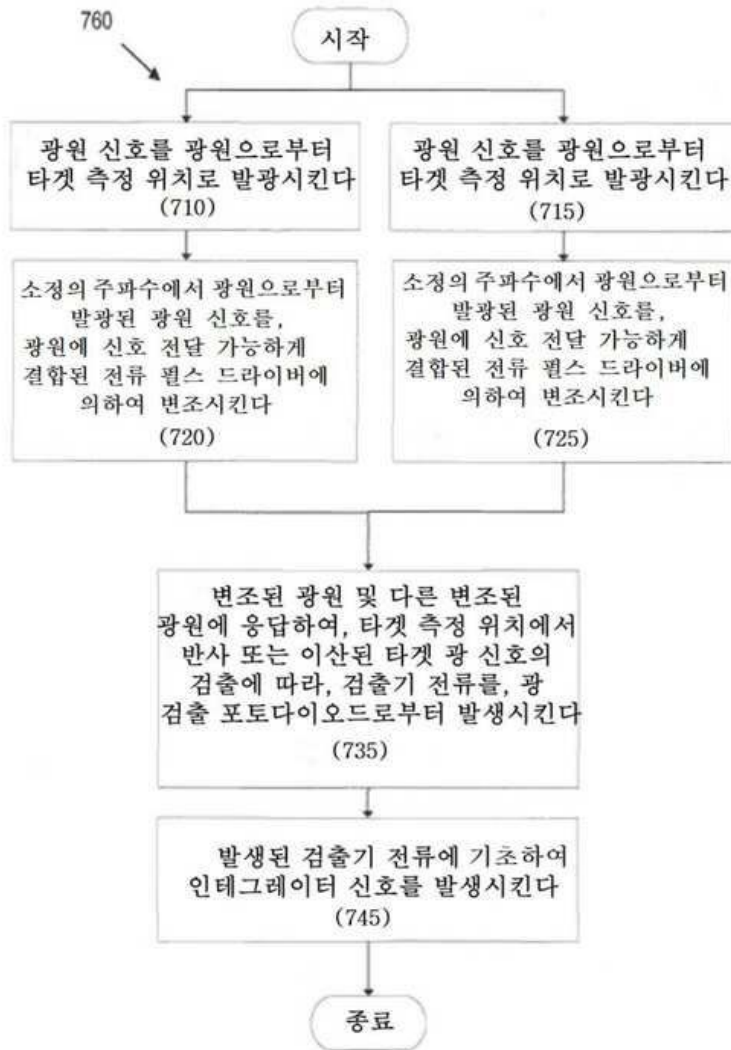 760
시작
광원 신호를 광원으로부터
타겟 측정 위치로 발광시킨다
(710)
광원 신호를 광원으로부터
타겟 측정 위치로 발광시킨다
(715)
소정의 주파수에서 광원으로부터
발광된 광원 신호를,
광원에 신호 전달 가능하게
결합된 전류 펄스 드라이버에
의하여 변조시킨다
(720)
소정의 주파수에서 광원으로부터
발광된 광원 신호를,
광원에 신호 전달 가능하게
결합된 전류 펄스 드라이버에
의하여 변조시킨다
(725)
변조된 광원 및 다른 변조된
광원에 응답하여, 타겟 측정 위치에서
반사 또는 이산된 타겟 광 신호의
검출에 따라, 검출기 전류를, 광
검출 포토다이오드로부터 발생시킨다
(735)
발생된 검출기 전류에 기초하여
인테그레이터 신호를 발생시킨다
(745)
종료